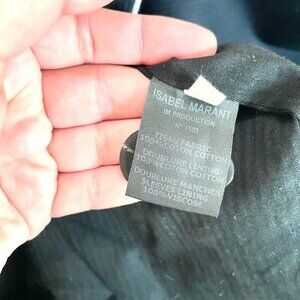 ISABEL MARANT
IM PRODUCTION
N° 1501
TISSU/FABRIC
100% COTON COTTON
DOUBLURE LINING
100% COTON COTTON
DOUBLURE MANCHES
SLEEVES LINING
100% VISCOSE